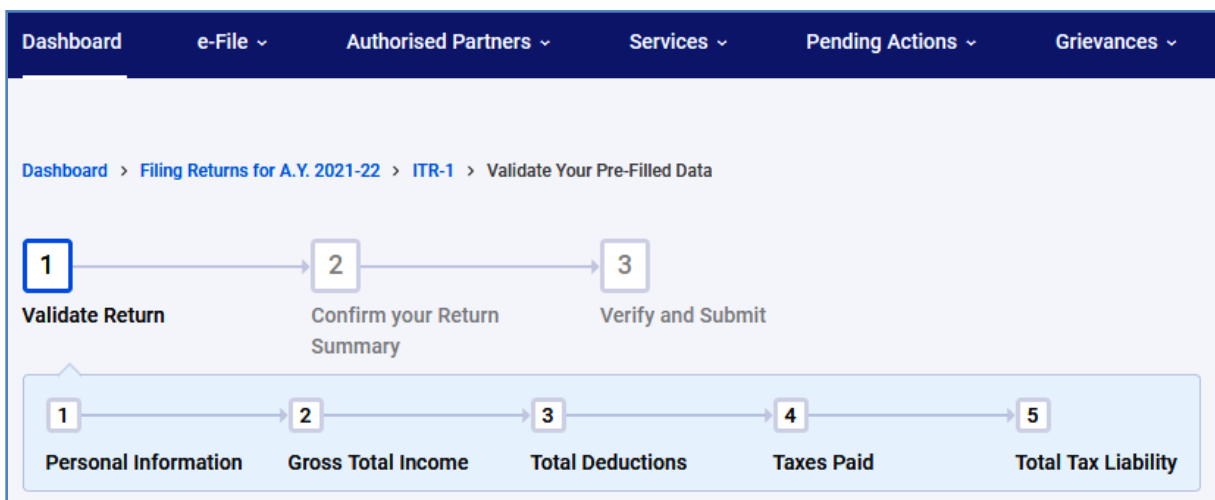 Dashboard e-File Authorised Partners Services Pending Actions Grievances
Dashboard > Filing Returns for A.Y. 2021-22 > ITR-1 > Validate Your Pre-Filled Data
1 2 3
Validate Return Confirm your Return Verify and Submit
Summary
1 2 3 4 5
Personal Information Gross Total Income Total Deductions Taxes Paid Total Tax Liability